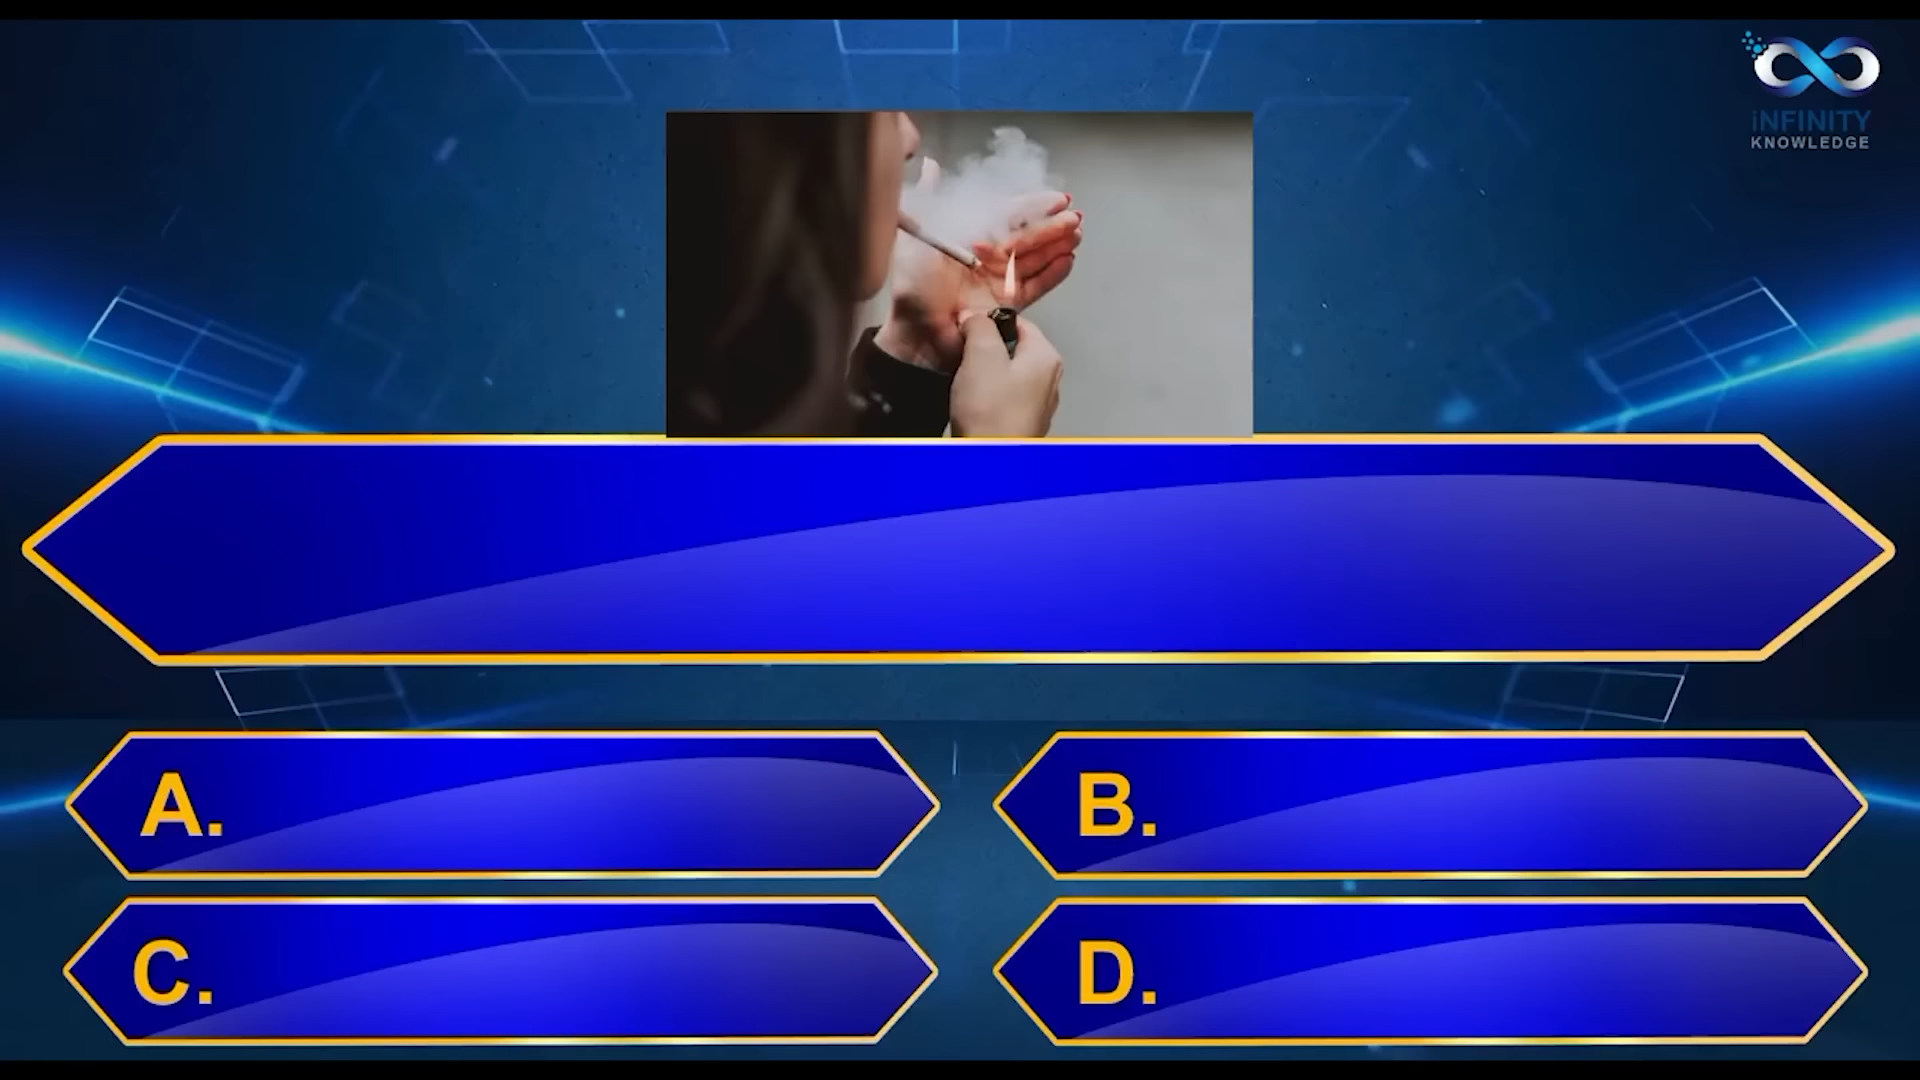 iNFINITY
KNOWLEDGE
A.
B.
C.
D.